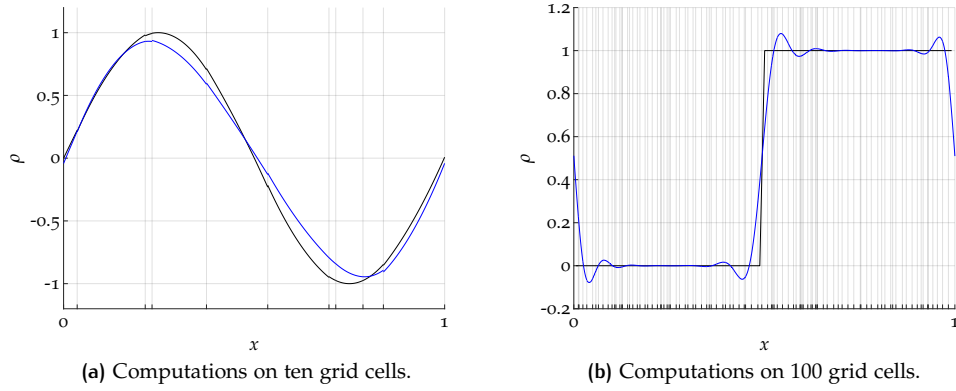 1
0.5
0
-0.5
-1
ρ
0
1
x
(a) Computations on ten grid cells.
1.2
1
0.8
0.6
0.4
0.2
0
-0.2
ρ
0
1
x
(b) Computations on 100 grid cells.